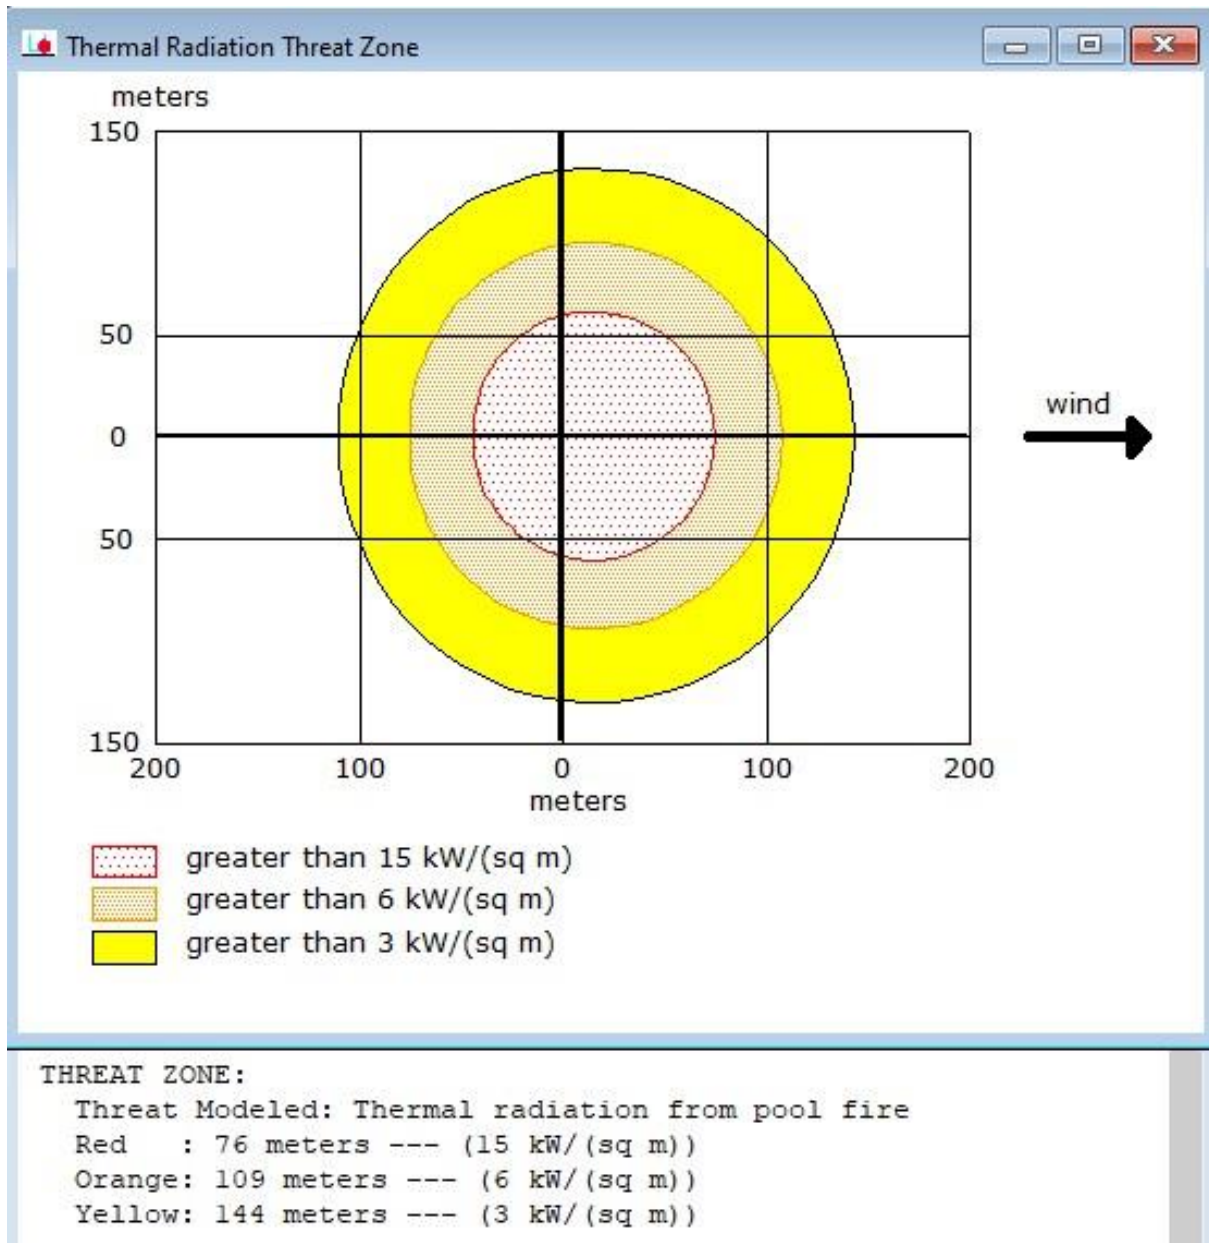 Thermal Radiation Threat Zone
meters
150
50
0
50
150
200 100 0 100 200
meters
wind
greater than 15 kW/(sq m)
greater than 6 kW/(sq m)
greater than 3 kW/(sq m)
THREAT ZONE:
Threat Modeled: Thermal radiation from pool fire
Red : 76 meters --- (15 kW/(sq m))
Orange: 109 meters --- (6 kW/(sq m))
Yellow: 144 meters --- (3 kW/(sq m))